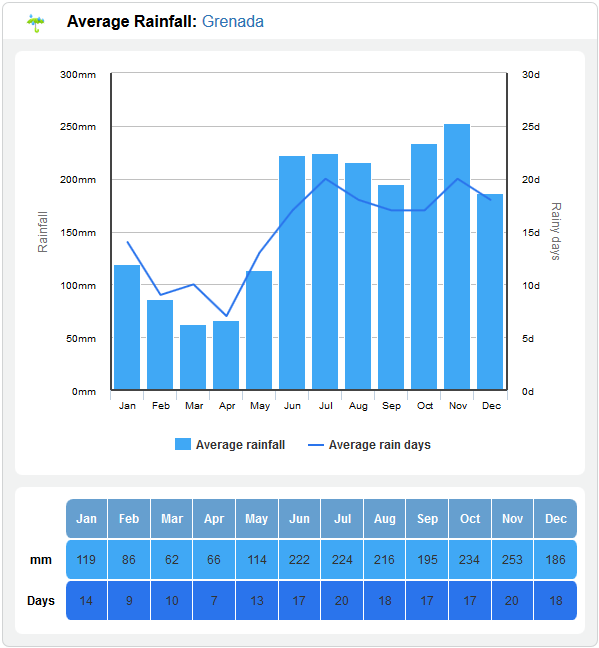 Average Rainfall: Grenada
300mm 30d
250mm 25d
200mm 20d
150mm 15d
100mm 10d
50mm 5d
0mm 0d
Rainfall
Rainy days
Jan Feb Mar Apr May Jun Jul Aug Sep Oct Nov Dec
Average rainfall Average rain days
Jan Feb Mar Apr May Jun Jul Aug Sep Oct Nov Dec
mm 119 86 62 66 114 222 224 216 195 234 253 186
Days 14 9 10 7 13 17 20 18 17 17 20 18